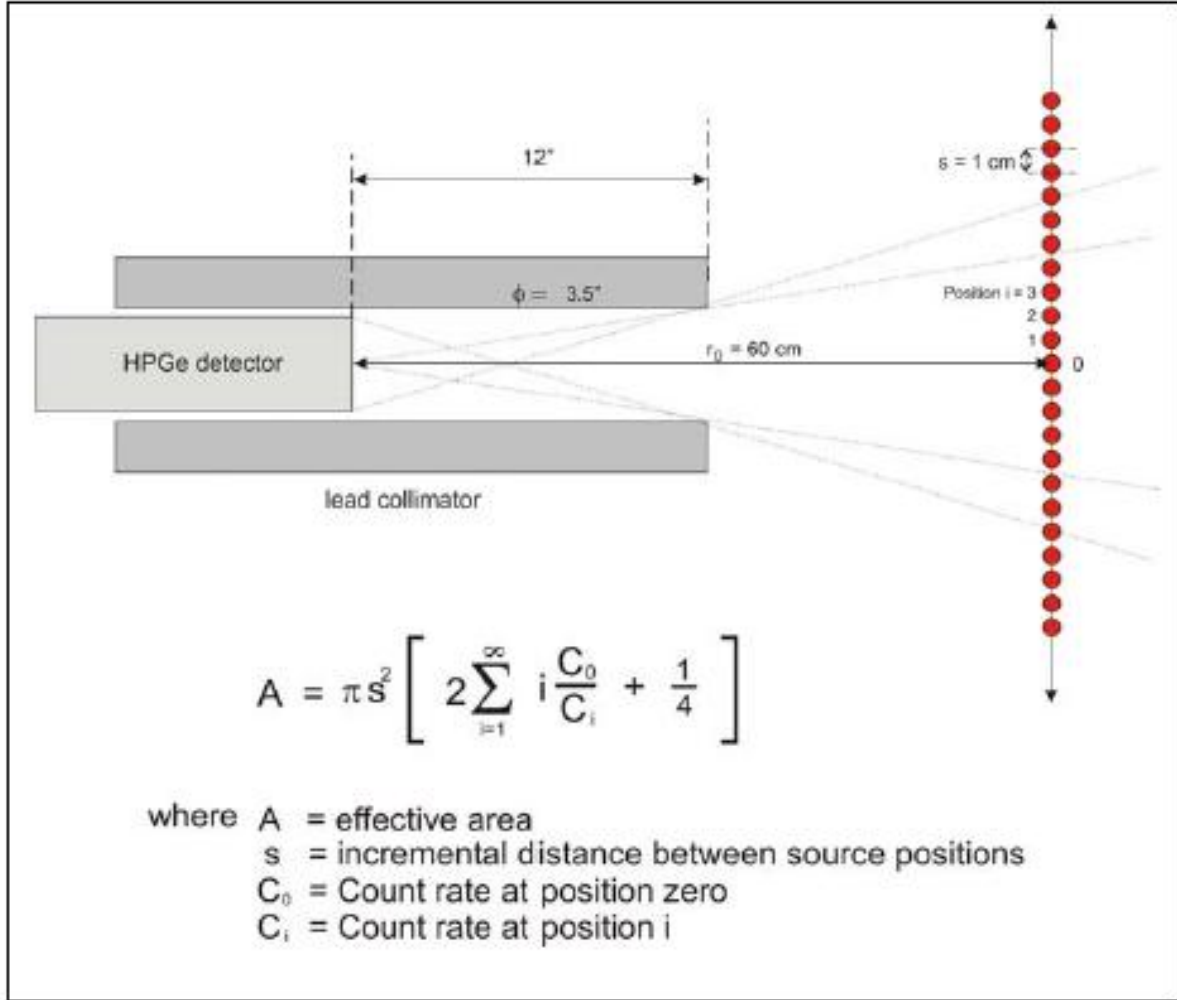 12"
s = 1 cm
ϕ = 3.5"
Position i = 3
2
HPGe detector
1
r₀ = 60 cm
0
lead collimator
A = π s² [ 2 ∑ i C₀/Cᵢ + 1/4 ]
∞
i=1
where A = effective area
s = incremental distance between source positions
C₀ = Count rate at position zero
Cᵢ = Count rate at position i